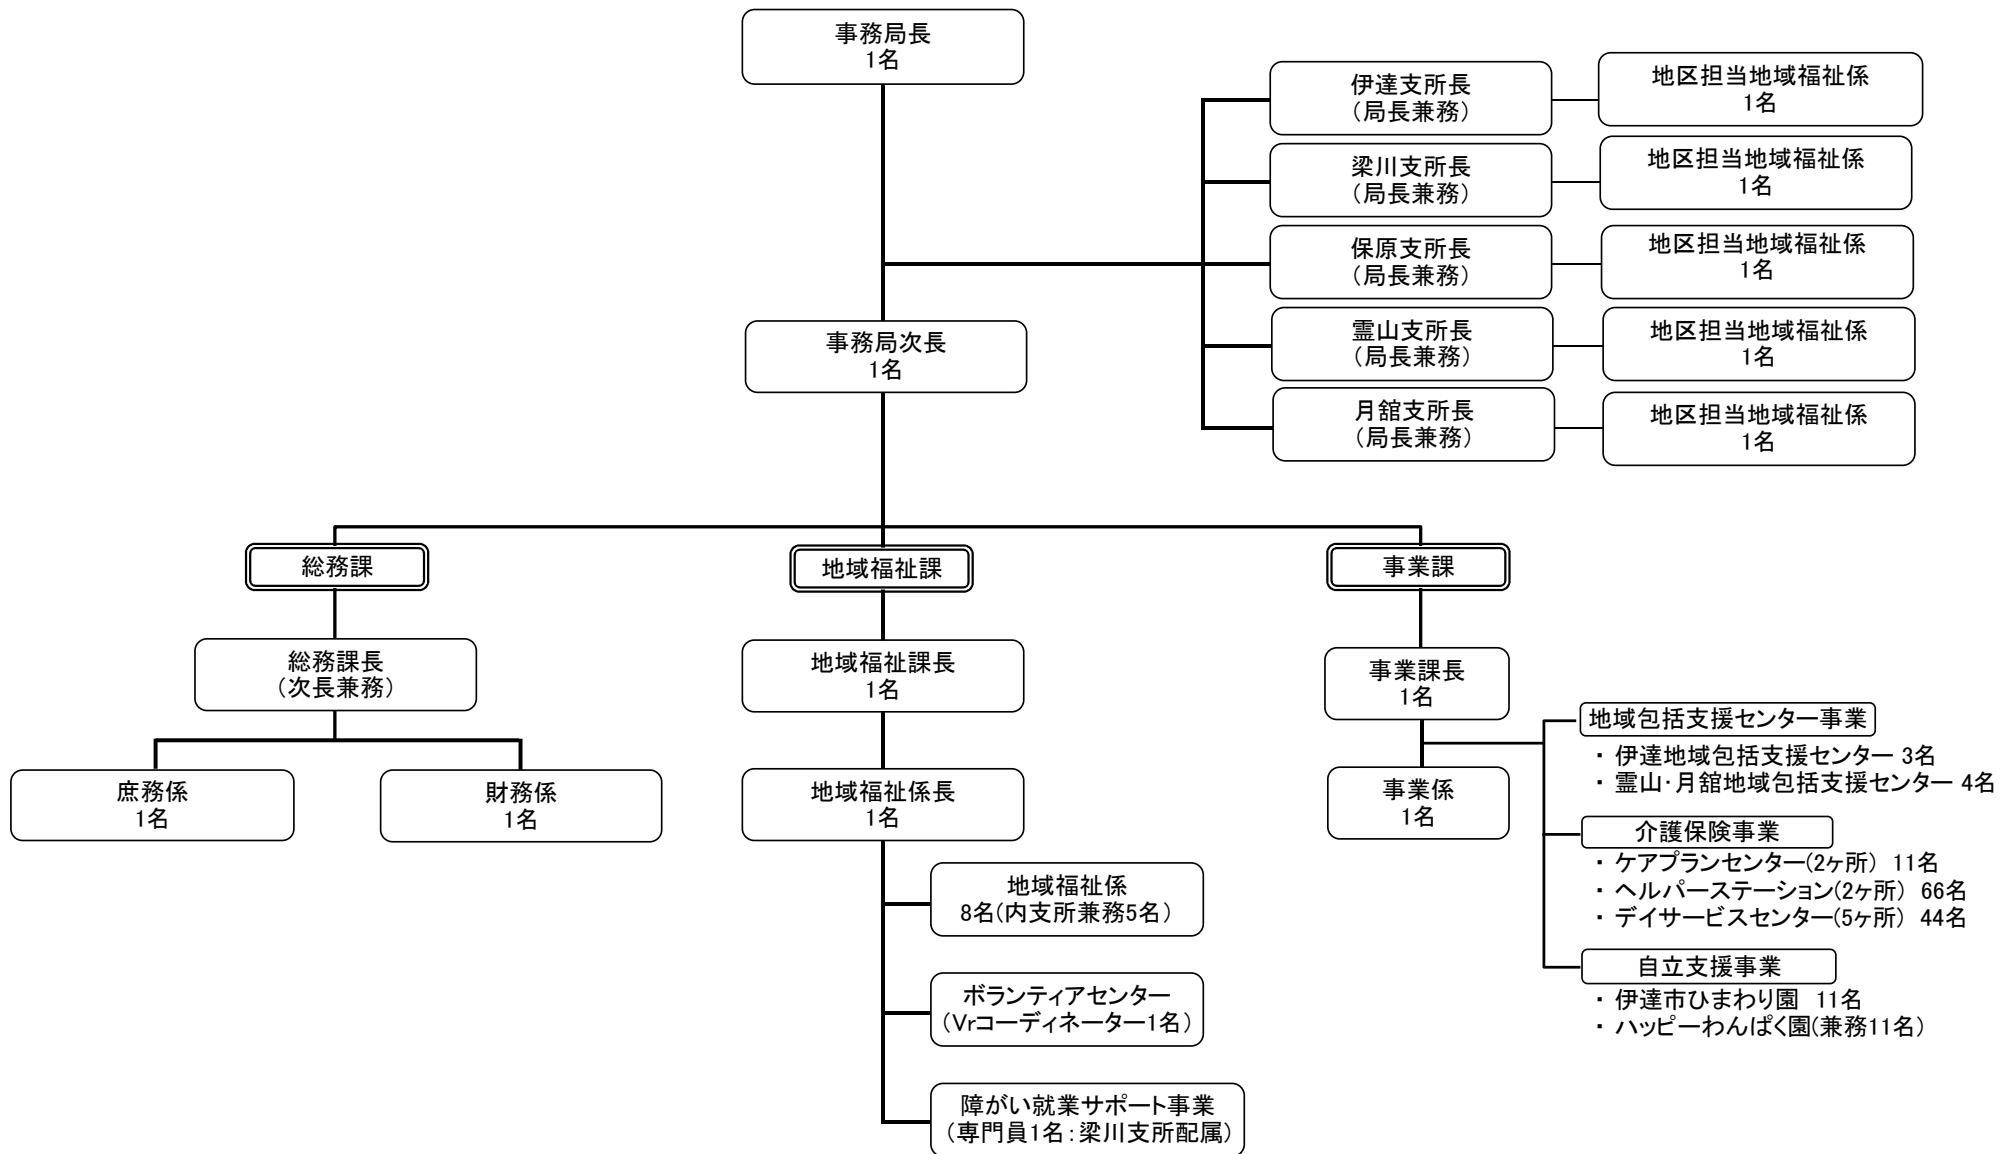 事務局長
1名
伊達支所長
(局長兼務)
地区担当地域福祉係
1名
梁川支所長
(局長兼務)
地区担当地域福祉係
1名
保原支所長
(局長兼務)
地区担当地域福祉係
1名
霊山支所長
(局長兼務)
地区担当地域福祉係
1名
月舘支所長
(局長兼務)
地区担当地域福祉係
1名
事務局次長
1名
総務課
地域福祉課
事業課
総務課長
(次長兼務)
庶務係
1名
財務係
1名
地域福祉課長
1名
地域福祉係長
1名
地域福祉係
8名(内支所兼務5名)
ボランティアセンター
(Vrコーディネーター1名)
障がい就業サポート事業
(専門員1名:梁川支所配属)
事業課長
1名
事業係
1名
地域包括支援センター事業
・ 伊達地域包括支援センター 3名
・ 霊山・月舘地域包括支援センター 4名
介護保険事業
・ ケアプランセンター(2ヶ所) 11名
・ ヘルパーステーション(2ヶ所) 66名
・ デイサービスセンター(5ヶ所) 44名
自立支援事業
・ 伊達市ひまわり園 11名
・ ハッピーわんぱく園(兼務11名)